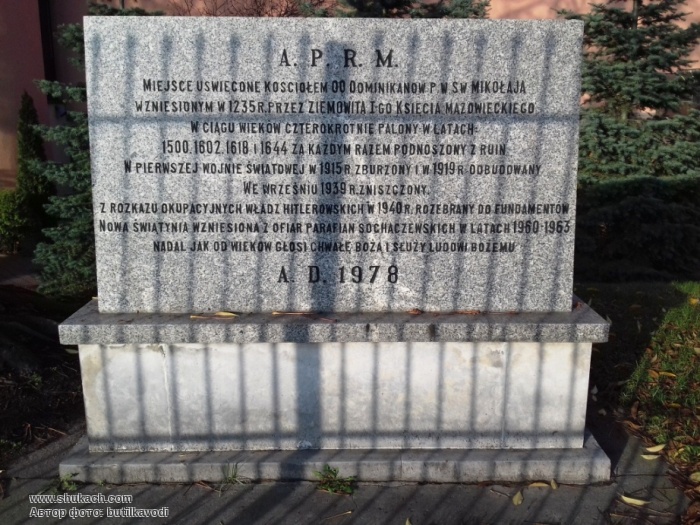 A. P. R. M.
MIEJSCE UŚWIĘCONE KOŚCIOŁEM OO DOMINIKANÓW P.W. ŚW MIKOŁAJA
WZNIESIONYM W 1235 R. PRZEZ ZIEMOWITA I-GO KSIĘCIA MAZOWIECKIEGO
W CIĄGU WIEKÓW CZTEROKROTNIE PALONY W LATACH:
1500, 1602, 1618 I 1644 ZA KAŻDYM RAZEM PODNOSZONY Z RUIN
W PIERWSZEJ WOJNIE ŚWIATOWEJ W 1915 R. ZBURZONY I W 1919 R. ODBUDOWANY
WE WRZEŚNIU 1939 R. ZNISZCZONY.
Z ROZKAZU OKUPACYJNYCH WŁADZ HITLEROWSKICH W 1940 R. ROZEBRANY DO FUNDAMENTÓW
NOWA ŚWIĄTYNIA WZNIESIONA Z OFIAR PARAFIAN SOCHACZEWSKICH W LATACH 1960-1963
NADAL JAK OD WIEKÓW GŁOSI CHWAŁĘ BOŻĄ I SŁUŻY LUDOWI BOŻEMU
A. D. 1978
www.shukach.com
Автор фото: butilkavodi